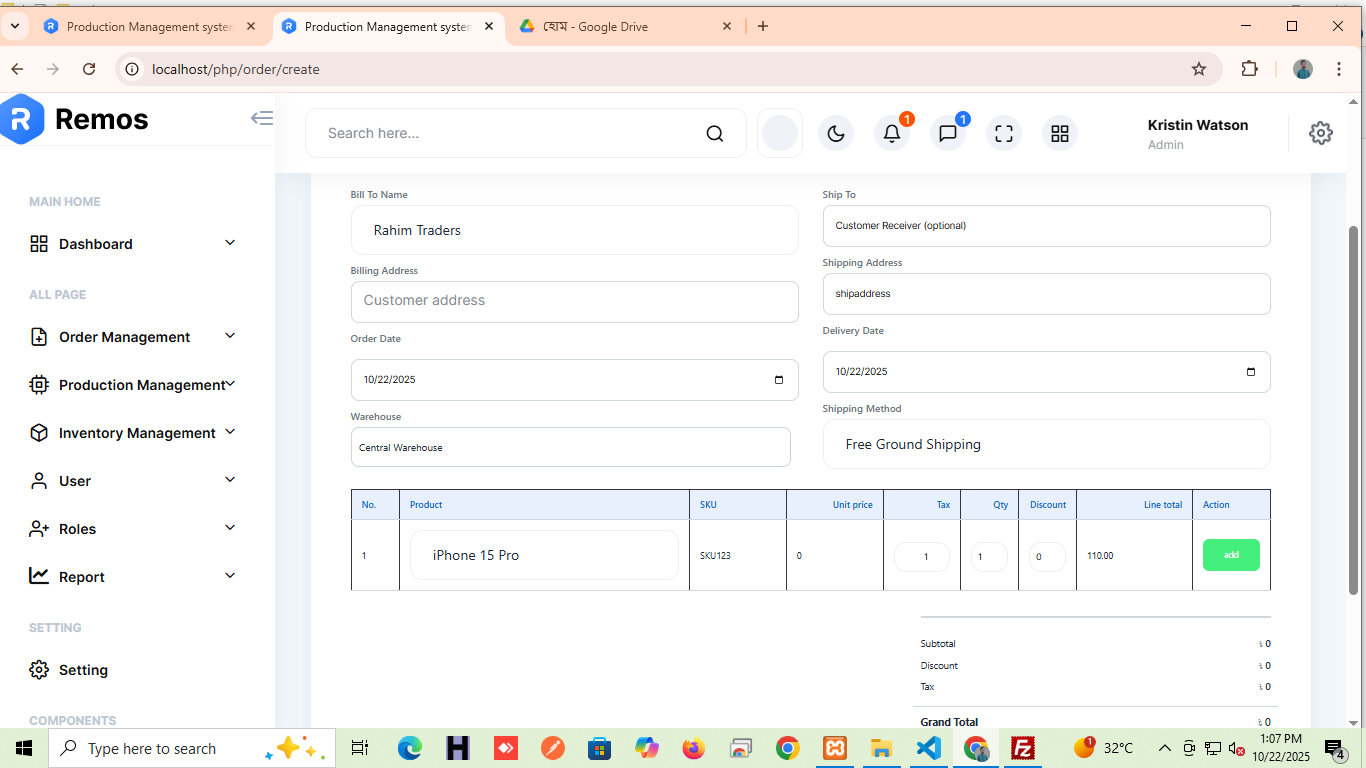 Production Management system
Production Management system
হোম - Google Drive
localhost/php/order/create
R Remos
Search here...
1
1
Kristin Watson
Admin
MAIN HOME
Dashboard
ALL PAGE
Order Management
Production Management
Inventory Management
User
Roles
Report
SETTING
Setting
COMPONENTS
Bill To Name
Rahim Traders
Billing Address
Customer address
Order Date
10/22/2025
Warehouse
Central Warehouse
Ship To
Customer Receiver (optional)
Shipping Address
shipaddress
Delivery Date
10/22/2025
Shipping Method
Free Ground Shipping
No. Product SKU Unit price Tax Qty Discount Line total Action
1 iPhone 15 Pro SKU123 0 1 1 0 110.00 add
Subtotal ৳ 0
Discount ৳ 0
Tax ৳ 0
Grand Total ৳ 0
Type here to search
1
32°C
1:07 PM
10/22/2025
4